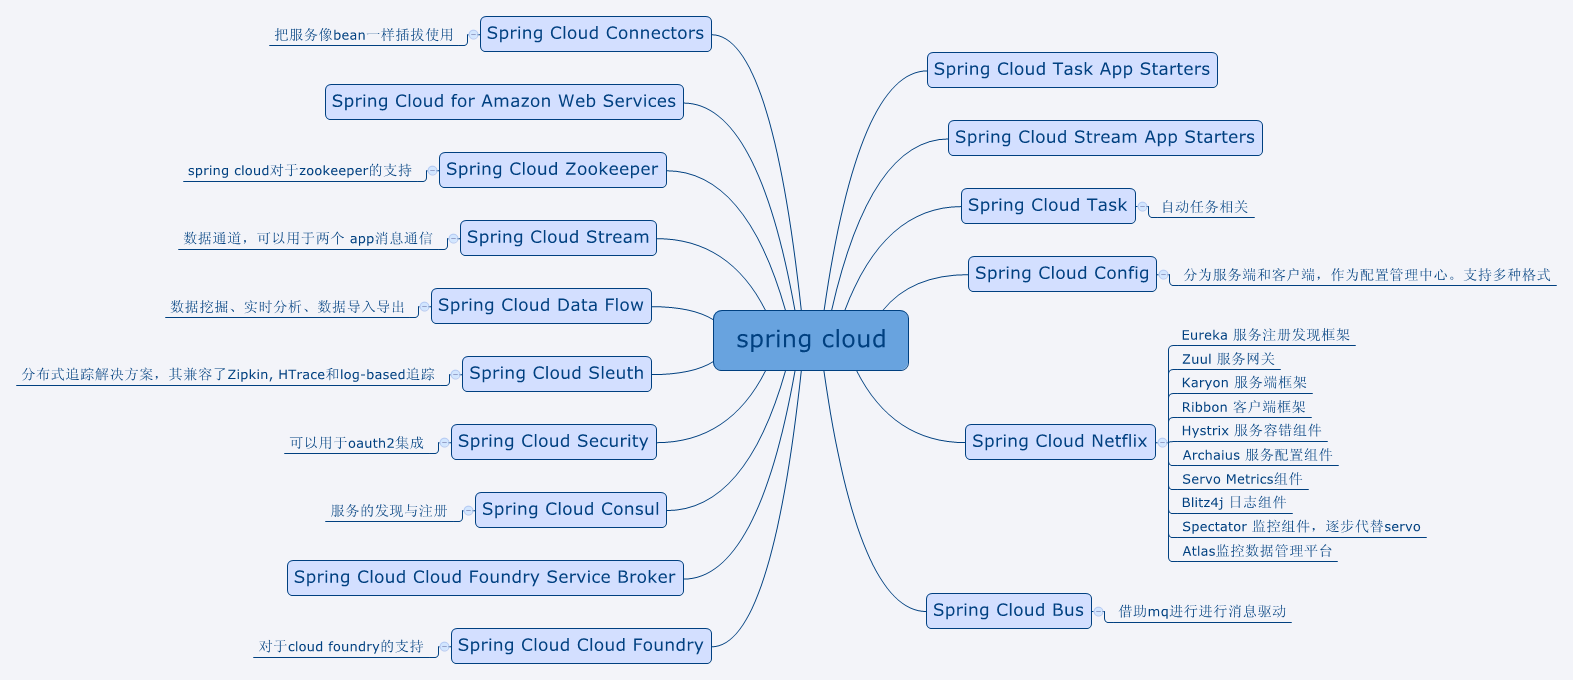 spring cloud
Spring Cloud Task App Starters
Spring Cloud Stream App Starters
Spring Cloud Task
自动任务相关
Spring Cloud Config
分为服务端和客户端，作为配置管理中心。支持多种格式
Spring Cloud Netflix
Eureka 服务注册发现框架
Zuul 服务网关
Karyon 服务端框架
Ribbon 客户端框架
Hystrix 服务容错组件
Archaius 服务配置组件
Servo Metrics组件
Blitz4j 日志组件
Spectator 监控组件，逐步代替servo
Atlas监控数据管理平台
Spring Cloud Bus
借助mq进行进行消息驱动
Spring Cloud Connectors
把服务像bean一样插拔使用
Spring Cloud for Amazon Web Services
Spring Cloud Zookeeper
spring cloud对于zookeeper的支持
Spring Cloud Stream
数据通道，可以用于两个 app消息通信
Spring Cloud Data Flow
数据挖掘、实时分析、数据导入导出
Spring Cloud Sleuth
分布式追踪解决方案，其兼容了Zipkin, HTrace和log-based追踪
Spring Cloud Security
可以用于oauth2集成
Spring Cloud Consul
服务的发现与注册
Spring Cloud Cloud Foundry Service Broker
Spring Cloud Cloud Foundry
对于cloud foundry的支持